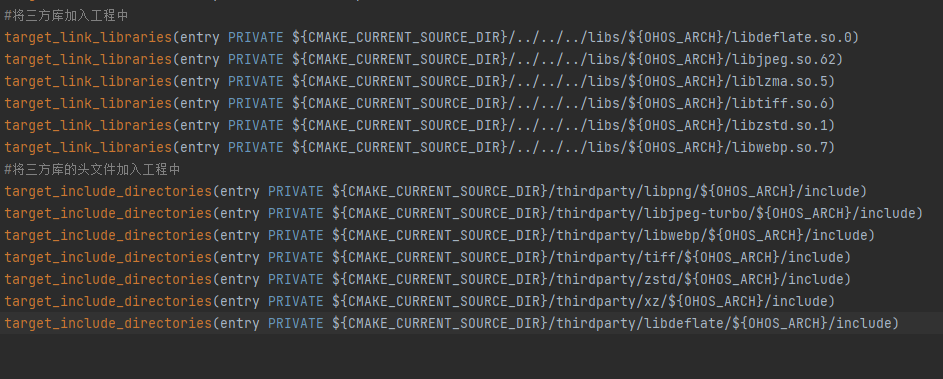 #将三方库加入工程中
target_link_libraries(entry PRIVATE ${CMAKE_CURRENT_SOURCE_DIR}/../../../libs/${OHOS_ARCH}/libdeflate.so.0)
target_link_libraries(entry PRIVATE ${CMAKE_CURRENT_SOURCE_DIR}/../../../libs/${OHOS_ARCH}/libjpeg.so.62)
target_link_libraries(entry PRIVATE ${CMAKE_CURRENT_SOURCE_DIR}/../../../libs/${OHOS_ARCH}/liblzma.so.5)
target_link_libraries(entry PRIVATE ${CMAKE_CURRENT_SOURCE_DIR}/../../../libs/${OHOS_ARCH}/libtiff.so.6)
target_link_libraries(entry PRIVATE ${CMAKE_CURRENT_SOURCE_DIR}/../../../libs/${OHOS_ARCH}/libzstd.so.1)
target_link_libraries(entry PRIVATE ${CMAKE_CURRENT_SOURCE_DIR}/../../../libs/${OHOS_ARCH}/libwebp.so.7)
#将三方库的头文件加入工程中
target_include_directories(entry PRIVATE ${CMAKE_CURRENT_SOURCE_DIR}/thirdparty/libpng/${OHOS_ARCH}/include)
target_include_directories(entry PRIVATE ${CMAKE_CURRENT_SOURCE_DIR}/thirdparty/libjpeg-turbo/${OHOS_ARCH}/include)
target_include_directories(entry PRIVATE ${CMAKE_CURRENT_SOURCE_DIR}/thirdparty/libwebp/${OHOS_ARCH}/include)
target_include_directories(entry PRIVATE ${CMAKE_CURRENT_SOURCE_DIR}/thirdparty/tiff/${OHOS_ARCH}/include)
target_include_directories(entry PRIVATE ${CMAKE_CURRENT_SOURCE_DIR}/thirdparty/zstd/${OHOS_ARCH}/include)
target_include_directories(entry PRIVATE ${CMAKE_CURRENT_SOURCE_DIR}/thirdparty/xz/${OHOS_ARCH}/include)
target_include_directories(entry PRIVATE ${CMAKE_CURRENT_SOURCE_DIR}/thirdparty/libdeflate/${OHOS_ARCH}/include)